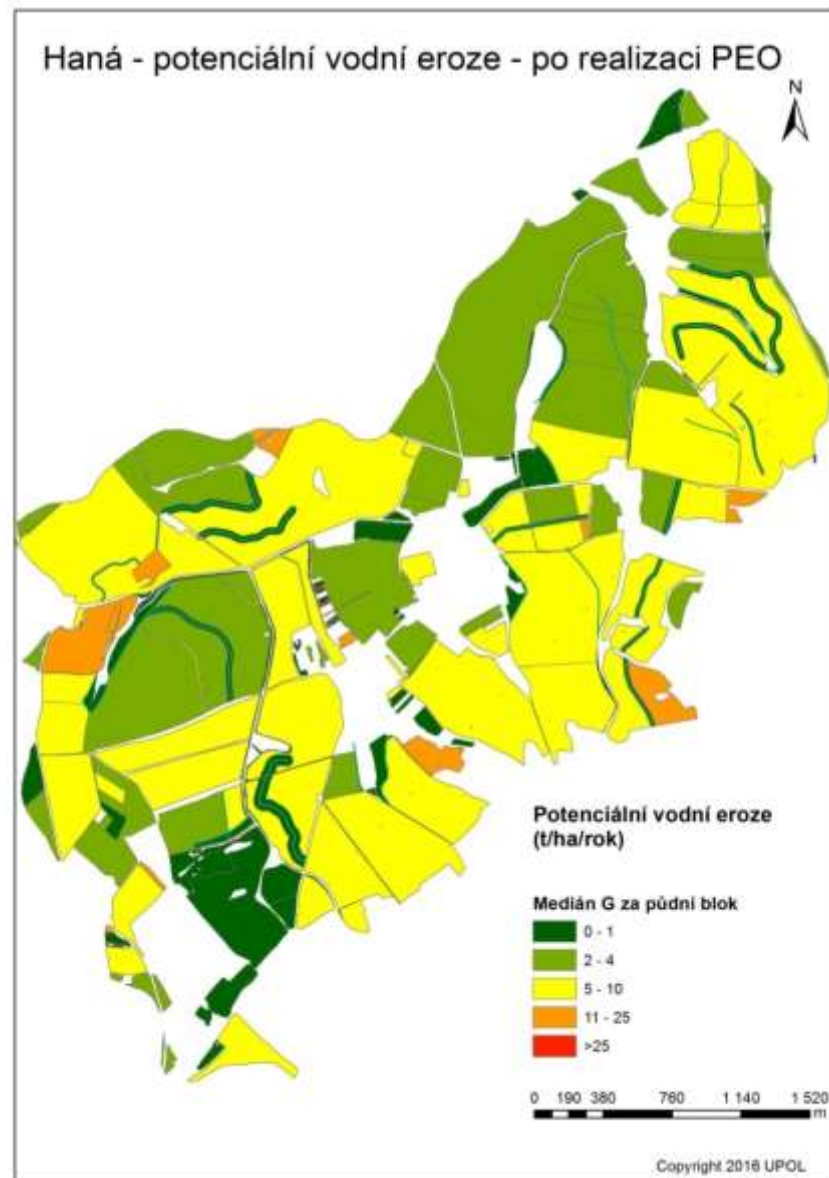 Haná - potenciální vodní eroze - po realizaci PEO
N
Potenciální vodní eroze
(t/ha/rok)
Medián G za půdní blok
0 - 1
2 - 4
5 - 10
11 - 25
>25
0 190 380 760 1 140 1 520
m
Copyright 2016 UPOL